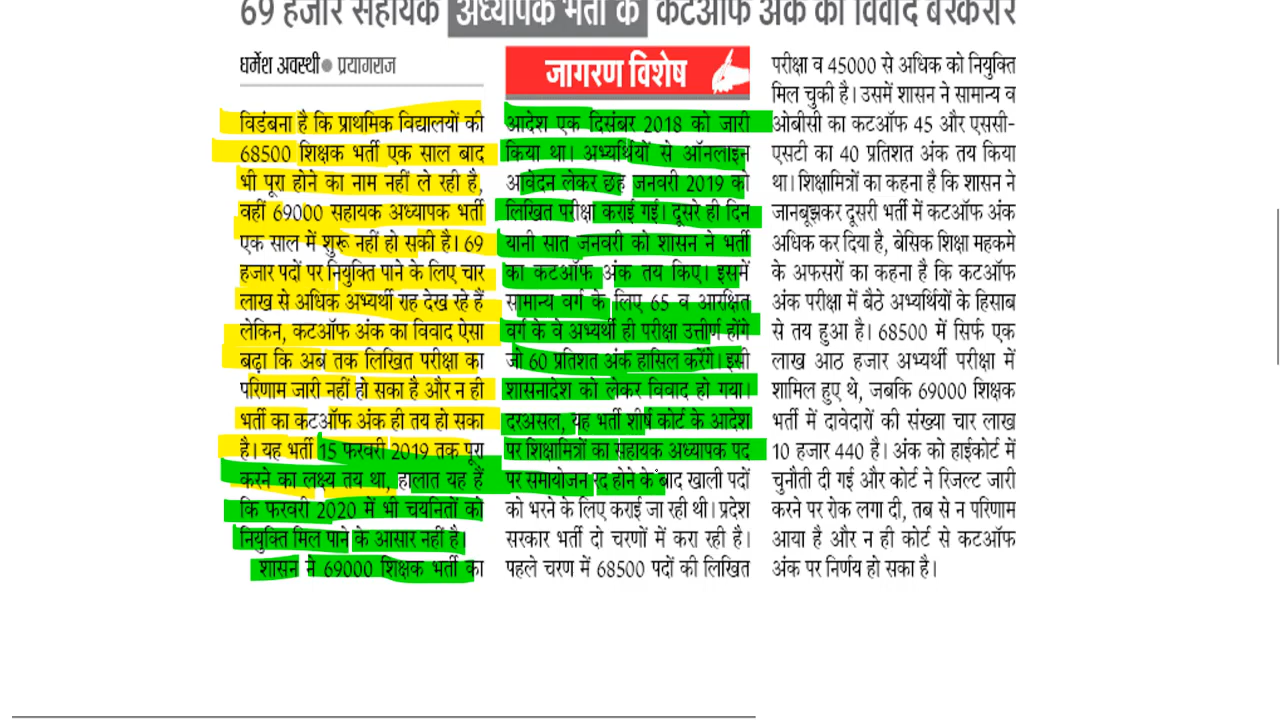 69 हजार सहायक अध्यापक भर्ती के कटऑफ अंक का विवाद बरकरार
धर्मेश अवस्थी● प्रयागराज
विडंबना है कि प्राथमिक विद्यालयों की
68500 शिक्षक भर्ती एक साल बाद
भी पूरा होने का नाम नहीं ले रही है,
वहीं 69000 सहायक अध्यापक भर्ती
एक साल में शुरू नहीं हो सकी है। 69
हजार पदों पर नियुक्ति पाने के लिए चार
लाख से अधिक अभ्यर्थी राह देख रहे हैं
लेकिन, कटऑफ अंक का विवाद ऐसा
बढ़ा कि अब तक लिखित परीक्षा का
परिणाम जारी नहीं हो सका है और न ही
भर्ती का कटऑफ अंक ही तय हो सका
है। यह भर्ती 15 फरवरी 2019 तक पूरा
करने का लक्ष्य तय था, हालात यह हैं
कि फरवरी 2020 में भी चयनितों को
नियुक्ति मिल पाने के आसार नहीं है।
शासन ने 69000 शिक्षक भर्ती का
जागरण विशेष
आदेश एक दिसंबर 2018 को जारी
किया था। अभ्यर्थियों से ऑनलाइन
आवेदन लेकर छह जनवरी 2019 को
लिखित परीक्षा कराई गई। दूसरे ही दिन
यानी सात जनवरी को शासन ने भर्ती
का कटऑफ अंक तय किए। इसमें
सामान्य वर्ग के लिए 65 व आरक्षित
वर्ग के वे अभ्यर्थी ही परीक्षा उत्तीर्ण होंगे
जो 60 प्रतिशत अंक हासिल करेंगे। इसी
शासनादेश को लेकर विवाद हो गया।
दरअसल, यह भर्ती शीर्ष कोर्ट के आदेश
पर शिक्षामित्रों का सहायक अध्यापक पद
पर समायोजन रद होने के बाद खाली पदों
को भरने के लिए कराई जा रही थी। प्रदेश
सरकार भर्ती दो चरणों में करा रही है।
पहले चरण में 68500 पदों की लिखित
परीक्षा व 45000 से अधिक को नियुक्ति
मिल चुकी है। उसमें शासन ने सामान्य व
ओबीसी का कटऑफ 45 और एससी-
एसटी का 40 प्रतिशत अंक तय किया
था। शिक्षामित्रों का कहना है कि शासन ने
जानबूझकर दूसरी भर्ती में कटऑफ अंक
अधिक कर दिया है, बेसिक शिक्षा महकमे
के अफसरों का कहना है कि कटऑफ
अंक परीक्षा में बैठे अभ्यर्थियों के हिसाब
से तय हुआ है। 68500 में सिर्फ एक
लाख आठ हजार अभ्यर्थी परीक्षा में
शामिल हुए थे, जबकि 69000 शिक्षक
भर्ती में दावेदारों की संख्या चार लाख
10 हजार 440 है। अंक को हाईकोर्ट में
चुनौती दी गई और कोर्ट ने रिजल्ट जारी
करने पर रोक लगा दी, तब से न परिणाम
आया है और न ही कोर्ट से कटऑफ
अंक पर निर्णय हो सका है।